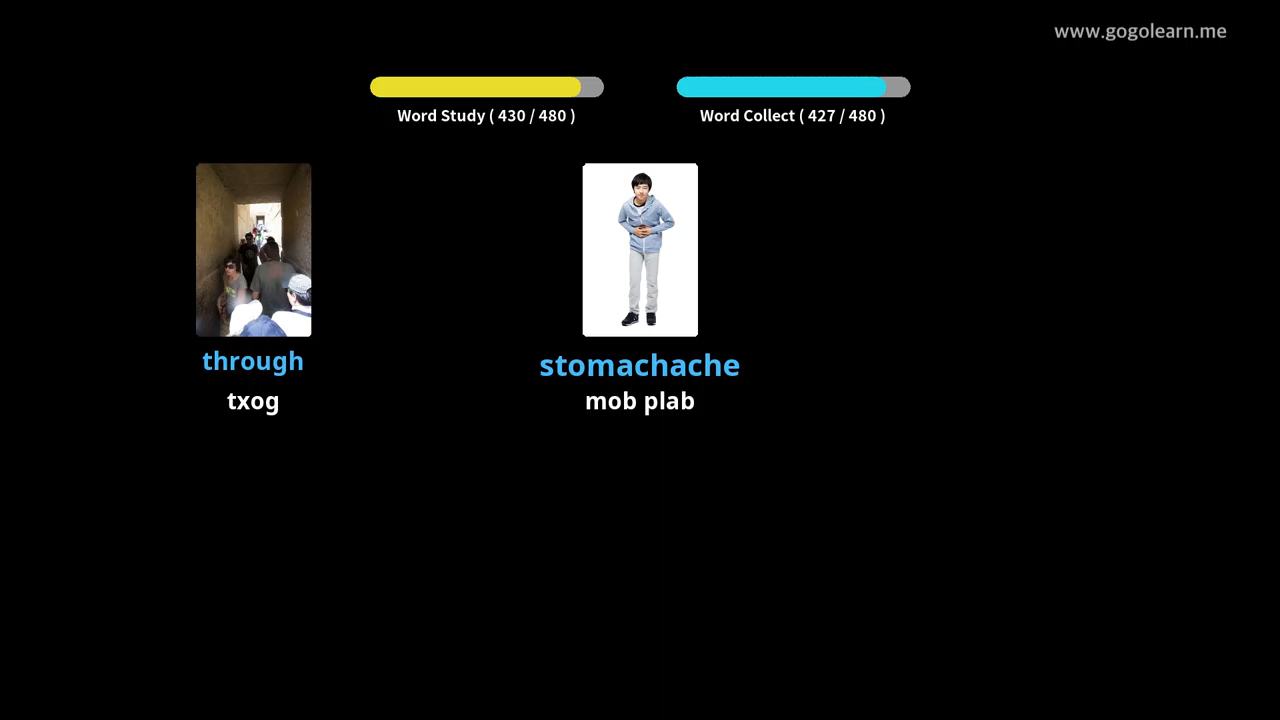 www.gogolearn.me
Word Study ( 430 / 480 )
Word Collect ( 427 / 480 )
through
txog
stomachache
mob plab